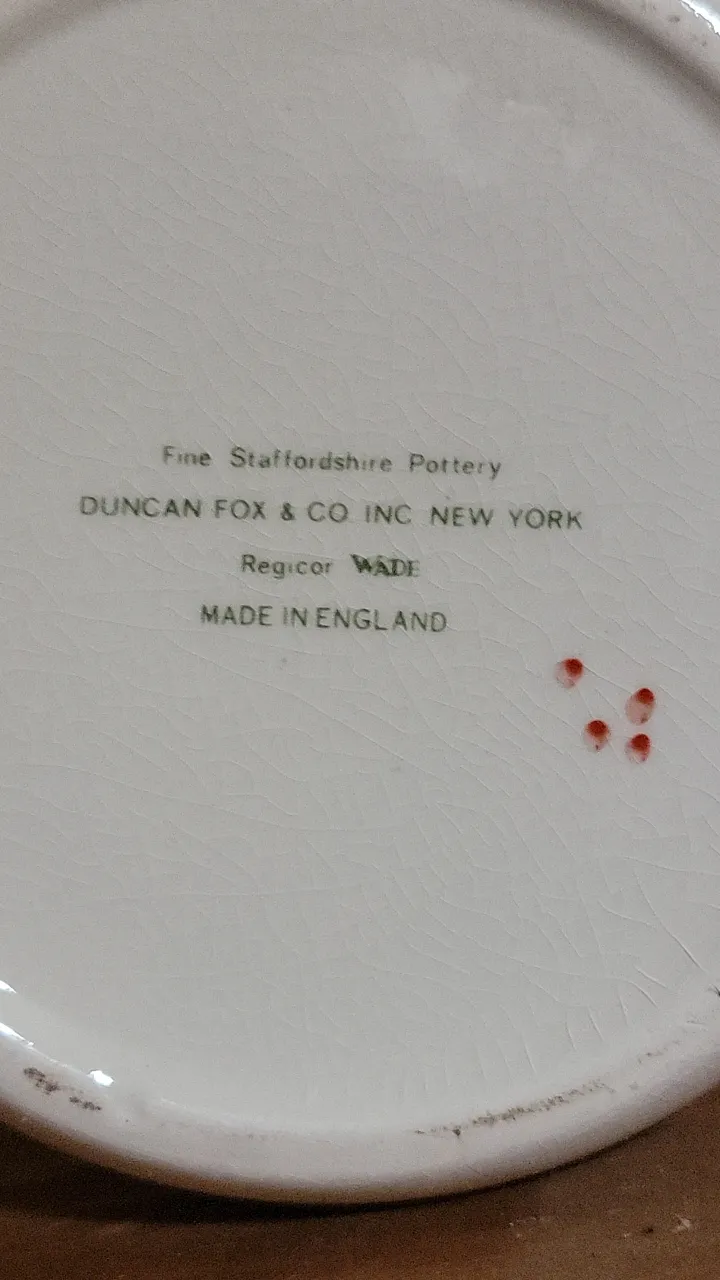 Fine Staffordshire Pottery
DUNCAN FOX & CO INC NEW YORK
Regicor WADE
MADE IN ENGLAND